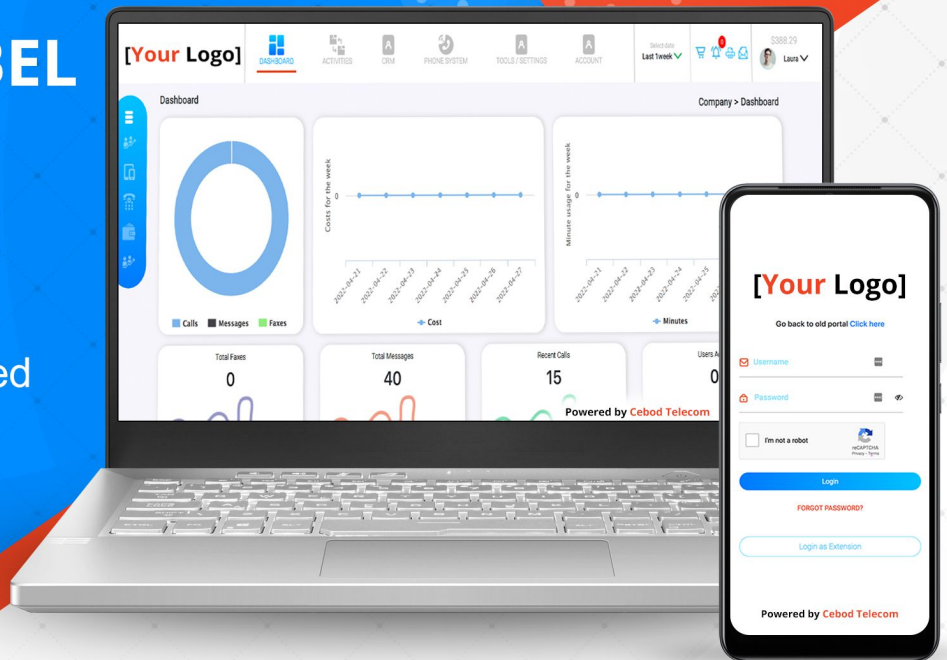 BEL
ed
[Your Logo]
DASHBOARD
ACTIVITIES
CRM
PHONE SYSTEM
TOOLS / SETTINGS
ACCOUNT
Select date
Last 1week
0
$368.29
Laura
Dashboard
Company > Dashboard
Calls
Messages
Faxes
Costs for the week
0
2022-04-21
2022-04-22
2022-04-23
2022-04-24
2022-04-25
2022-04-26
2022-04-27
Cost
Minute usage for the week
0
2022-04-21
2022-04-22
2022-04-23
2022-04-24
2022-04-25
Minutes
Total Faxes
0
Total Messages
40
Recent Calls
15
Users A
0
Powered by Cebod Telecom
[Your Logo]
Go back to old portal Click here
Username
Password
I'm not a robot
reCAPTCHA
Privacy - Terms
Login
FORGOT PASSWORD?
Login as Extension
Powered by Cebod Telecom